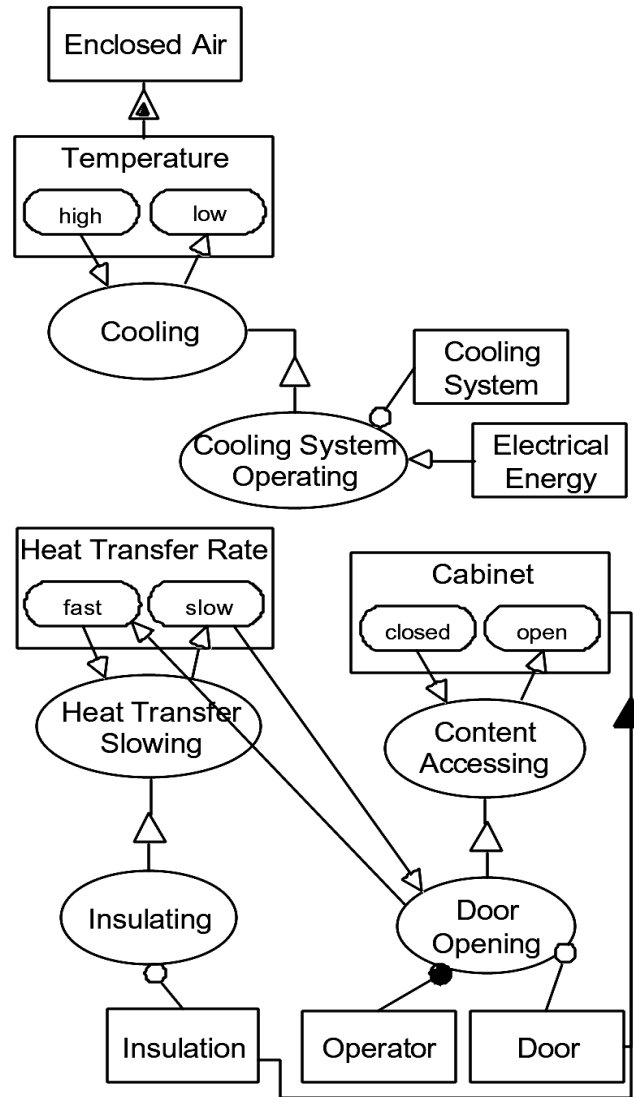 Enclosed Air
Temperature
high
low
Cooling
Cooling
System
Cooling System
Operating
Electrical
Energy
Heat Transfer Rate
fast
slow
Cabinet
closed
open
Heat Transfer
Slowing
Content
Accessing
Insulating
Door
Opening
Insulation
Operator
Door